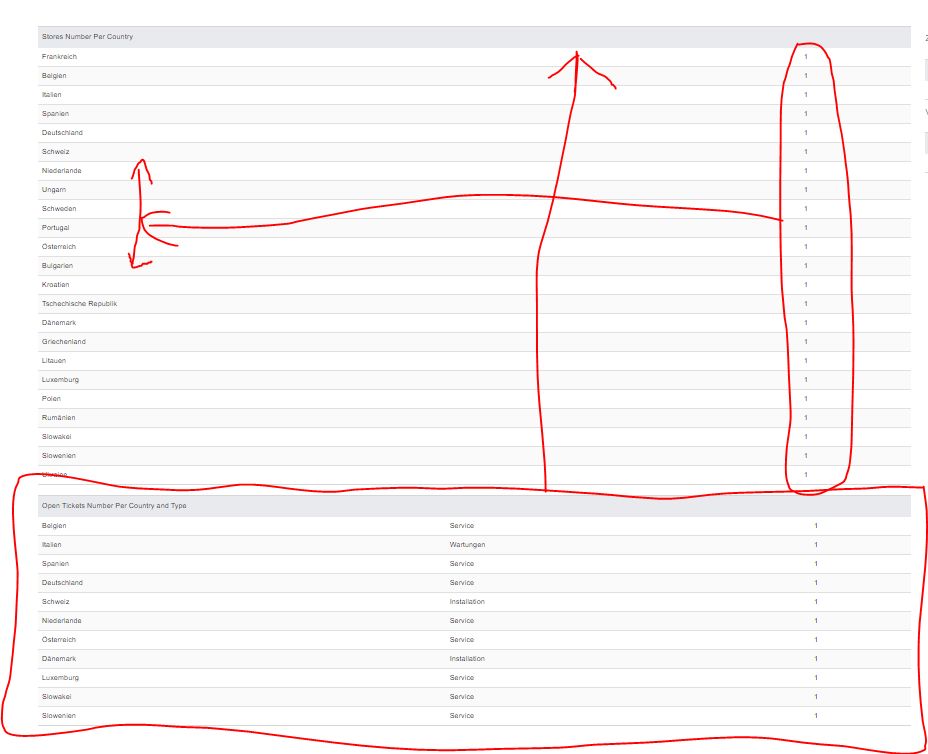 Stores Number Per Country
Frankreich 1
Belgien 1
Italien 1
Spanien 1
Deutschland 1
Schweiz 1
Niederlande 1
Ungarn 1
Schweden 1
Portugal 1
Österreich 1
Bulgarien 1
Kroatien 1
Tschechische Republik 1
Dänemark 1
Griechenland 1
Litauen 1
Luxemburg 1
Polen 1
Rumänien 1
Slowakei 1
Slowenien 1
Ukraine 1
Open Tickets Number Per Country and Type
Belgien Service 1
Italien Wartungen 1
Spanien Service 1
Deutschland Service 1
Schweiz Installation 1
Niederlande Service 1
Österreich Service 1
Dänemark Installation 1
Luxemburg Service 1
Slowakei Service 1
Slowenien Service 1